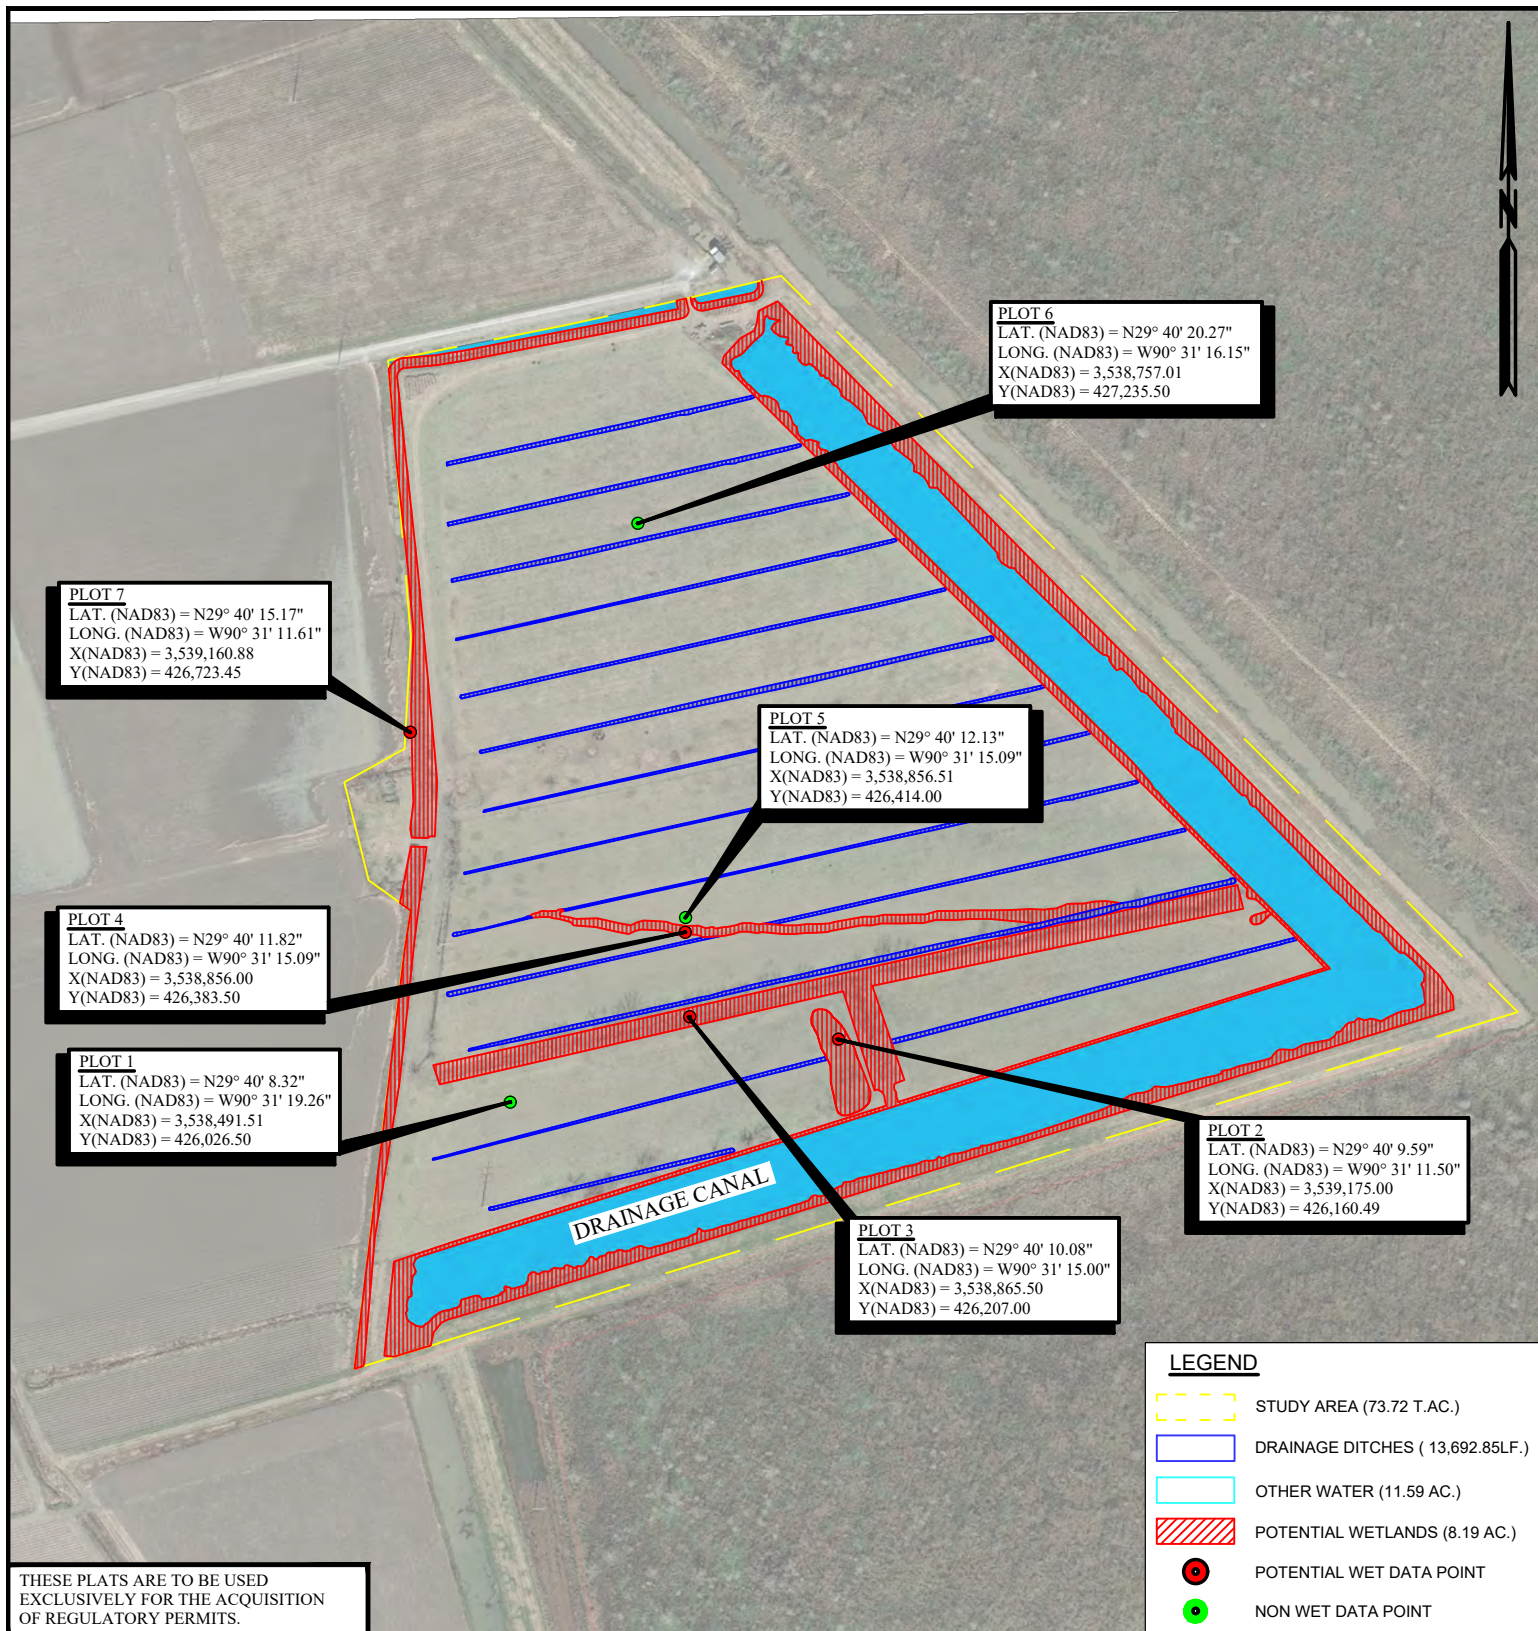 N
PLOT 6
LAT. (NAD83) = N29° 40' 20.27"
LONG. (NAD83) = W90° 31' 16.15"
X(NAD83) = 3,538,757.01
Y(NAD83) = 427,235.50
PLOT 7
LAT. (NAD83) = N29° 40' 15.17"
LONG. (NAD83) = W90° 31' 11.61"
X(NAD83) = 3,539,160.88
Y(NAD83) = 426,723.45
PLOT 5
LAT. (NAD83) = N29° 40' 12.13"
LONG. (NAD83) = W90° 31' 15.09"
X(NAD83) = 3,538,856.51
Y(NAD83) = 426,414.00
PLOT 4
LAT. (NAD83) = N29° 40' 11.82"
LONG. (NAD83) = W90° 31' 15.09"
X(NAD83) = 3,538,856.00
Y(NAD83) = 426,383.50
PLOT 1
LAT. (NAD83) = N29° 40' 8.32"
LONG. (NAD83) = W90° 31' 19.26"
X(NAD83) = 3,538,491.51
Y(NAD83) = 426,026.50
PLOT 2
LAT. (NAD83) = N29° 40' 9.59"
LONG. (NAD83) = W90° 31' 11.50"
X(NAD83) = 3,539,175.00
Y(NAD83) = 426,160.49
DRAINAGE CANAL
PLOT 3
LAT. (NAD83) = N29° 40' 10.08"
LONG. (NAD83) = W90° 31' 15.00"
X(NAD83) = 3,538,865.50
Y(NAD83) = 426,207.00
LEGEND
STUDY AREA (73.72 T.AC.)
DRAINAGE DITCHES ( 13,692.85LF.)
OTHER WATER (11.59 AC.)
POTENTIAL WETLANDS (8.19 AC.)
POTENTIAL WET DATA POINT
NON WET DATA POINT
THESE PLATS ARE TO BE USED
EXCLUSIVELY FOR THE ACQUISITION
OF REGULATORY PERMITS.